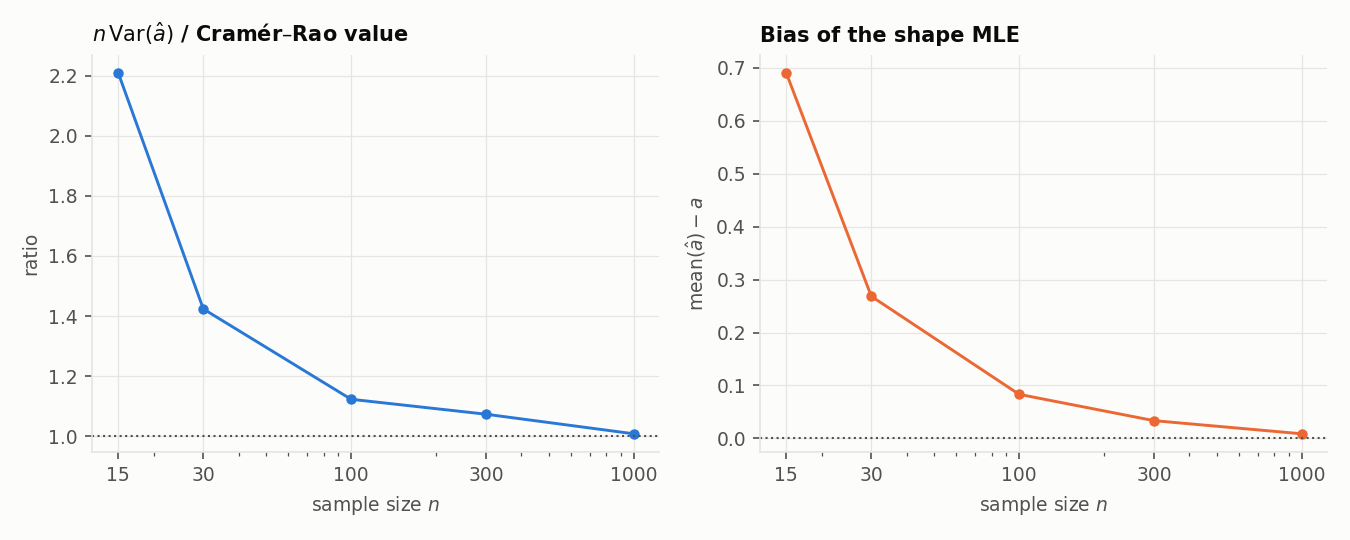 n Var(â) / Cramér–Rao value
ratio
2.2
2.0
1.8
1.6
1.4
1.2
1.0
15 30 100 300 1000
sample size n
Bias of the shape MLE
mean(â) − a
0.7
0.6
0.5
0.4
0.3
0.2
0.1
0.0
15 30 100 300 1000
sample size n